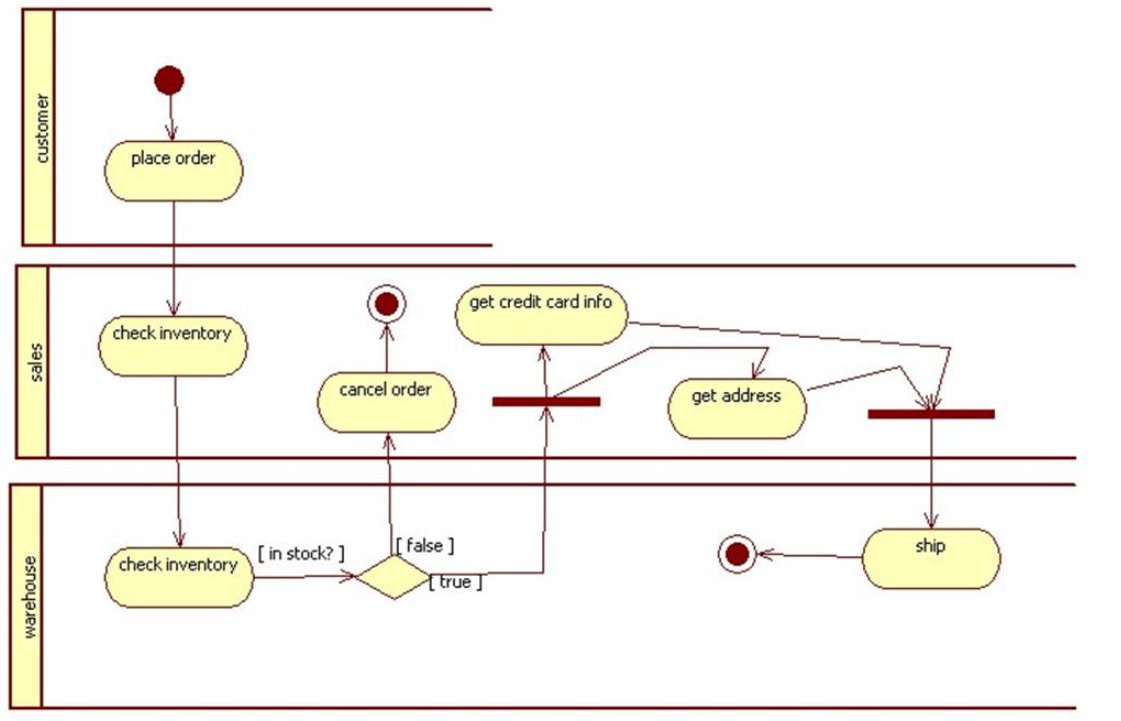 customer
place order
sales
check inventory
cancel order
get credit card info
get address
warehouse
check inventory
[ in stock? ]
[ false ]
[ true ]
ship